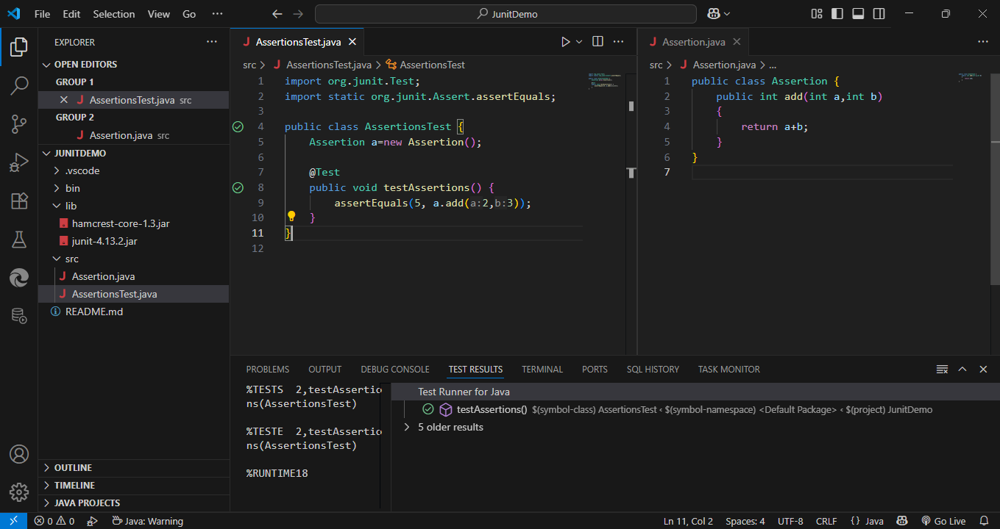 File Edit Selection View Go ··· JunitDemo
EXPLORER ···
OPEN EDITORS
GROUP 1
AssertionsTest.java src
GROUP 2
Assertion.java src
JUNITDEMO
.vscode
bin
lib
hamcrest-core-1.3.jar
junit-4.13.2.jar
src
Assertion.java
AssertionsTest.java
README.md
OUTLINE
TIMELINE
JAVA PROJECTS
AssertionsTest.java
src > AssertionsTest.java > AssertionsTest
1 import org.junit.Test;
2 import static org.junit.Assert.assertEquals;
3
4 public class AssertionsTest {
5 Assertion a=new Assertion();
6
7 @Test
8 public void testAssertions() {
9 assertEquals(5, a.add(a:2,b:3));
10 }
11 }
12
Assertion.java
src > Assertion.java > ...
1 public class Assertion {
2 public int add(int a,int b)
3 {
4 return a+b;
5 }
6 }
7
PROBLEMS OUTPUT DEBUG CONSOLE TEST RESULTS TERMINAL PORTS SQL HISTORY TASK MONITOR
%TESTS 2,testAssertio
ns(AssertionsTest)
%TESTE 2,testAssertio
ns(AssertionsTest)
%RUNTIME18
Test Runner for Java
testAssertions() $(symbol-class) AssertionsTest ‹ $(symbol-namespace) <Default Package> ‹ $(project) JunitDemo
5 older results
0 0 Java: Warning Ln 11, Col 2 Spaces: 4 UTF-8 CRLF {} Java Go Live